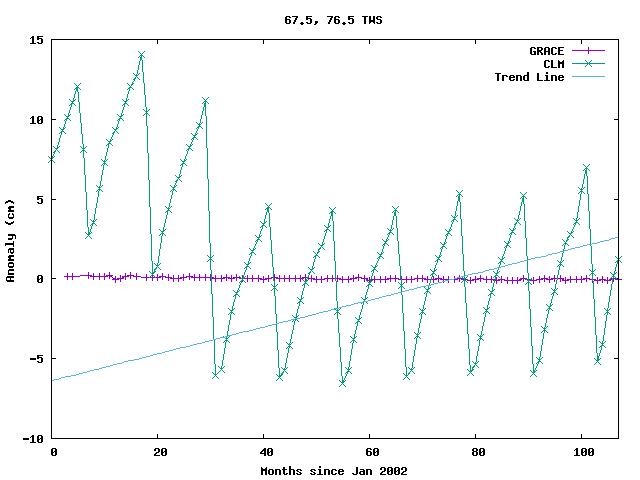 67.5, 76.5 TWS
GRACE
CLM
Trend Line
15
10
5
0
-5
-10
Anomaly (cm)
0 20 40 60 80 100
Months since Jan 2002